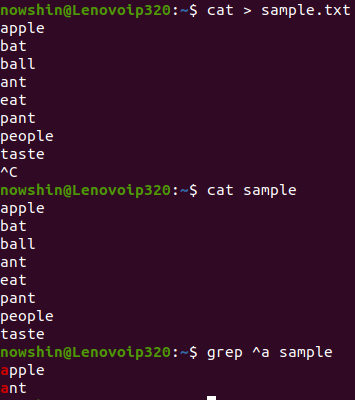 nowshin@Lenovoip320:~$ cat > sample.txt
apple
bat
ball
ant
eat
pant
people
taste
^C
nowshin@Lenovoip320:~$ cat sample
apple
bat
ball
ant
eat
pant
people
taste
nowshin@Lenovoip320:~$ grep ^a sample
apple
ant